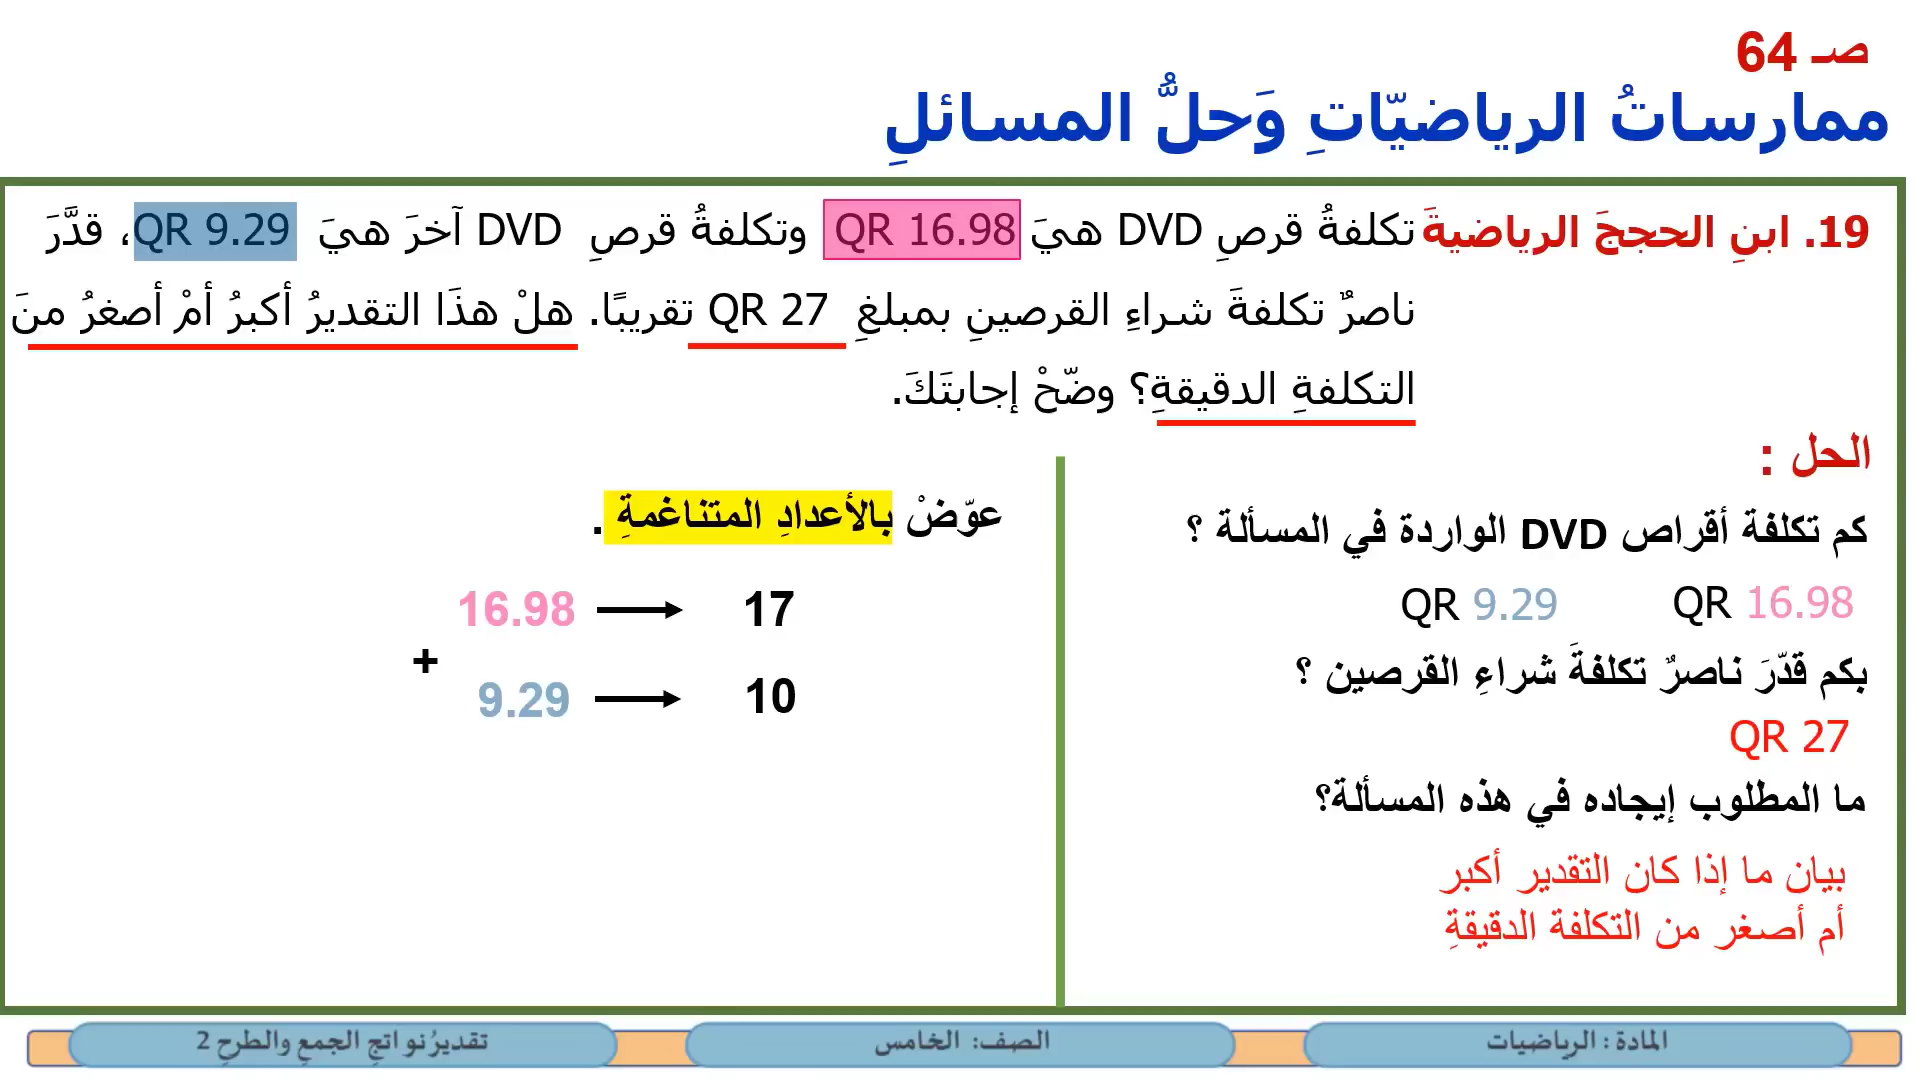 صـ 64
ممارساتُ الرياضيّاتِ وَحلُّ المسائلِ
19. ابنِ الحججَ الرياضيةَ تكلفةُ قرصِ DVD هيَ QR 16.98 وتكلفةُ قرصِ DVD آخرَ هيَ QR 9.29، قدَّرَ
ناصرٌ تكلفةَ شراءِ القرصينِ بمبلغِ QR 27 تقريبًا. هلْ هذَا التقديرُ أكبرُ أمْ أصغرُ منَ
التكلفةِ الدقيقةِ؟ وضّحْ إجابتَكَ.
الحل :
كم تكلفة أقراص DVD الواردة في المسألة ؟
QR 16.98 QR 9.29
بكم قدّرَ ناصرٌ تكلفةَ شراءِ القرصين ؟
QR 27
ما المطلوب إيجاده في هذه المسألة؟
بيان ما إذا كان التقدير أكبر
أم أصغر من التكلفة الدقيقةِ
عوّضْ بالأعدادِ المتناغمةِ .
16.98 → 17
+
9.29 → 10
المادة : الرياضيات
الصف: الخامس
تقديرُ نواتجِ الجمعِ والطرحِ 2